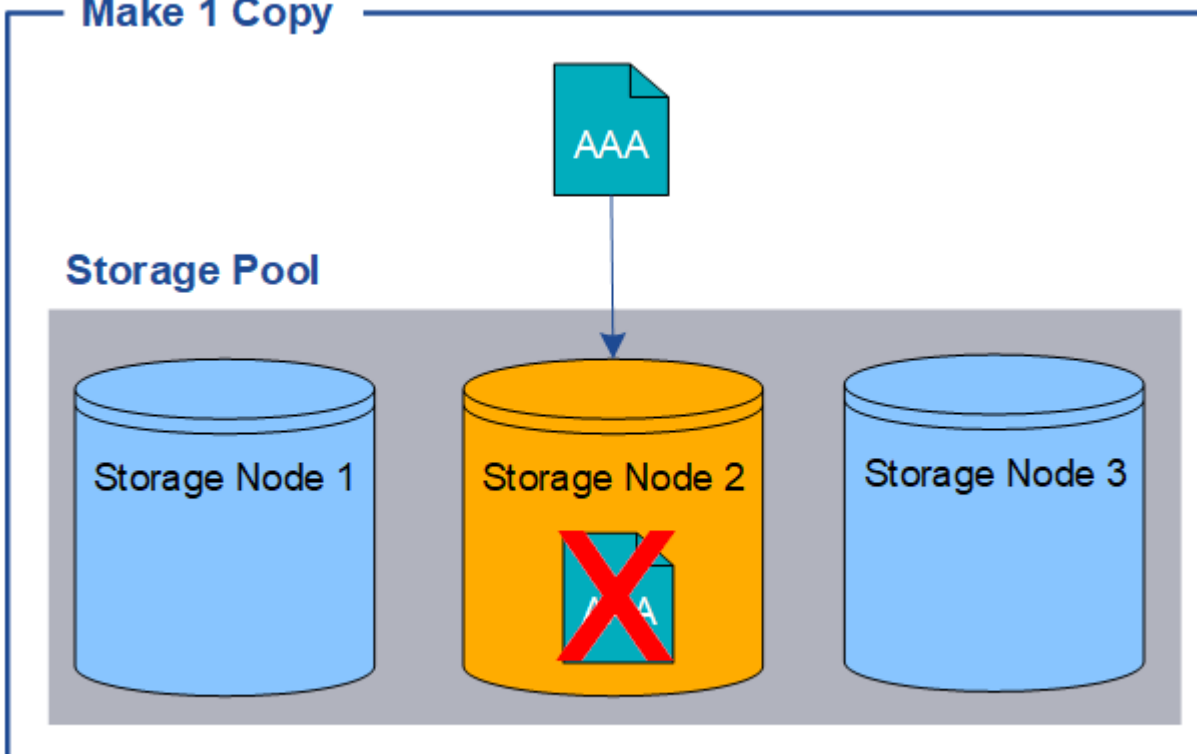 Make 1 Copy
AAA
Storage Pool
Storage Node 1
Storage Node 2
Storage Node 3